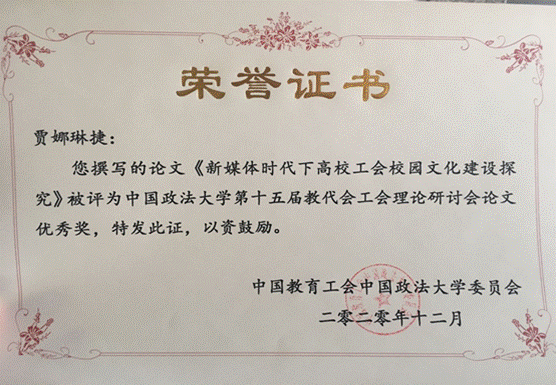 荣誉证书
贾娜琳捷：
您撰写的论文《新媒体时代下高校工会校园文化建设探
究》被评为中国政法大学第十五届教代会工会理论研讨会论文
优秀奖，特发此证，以资鼓励。
中国教育工会中国政法大学委员会
二零二零年十二月